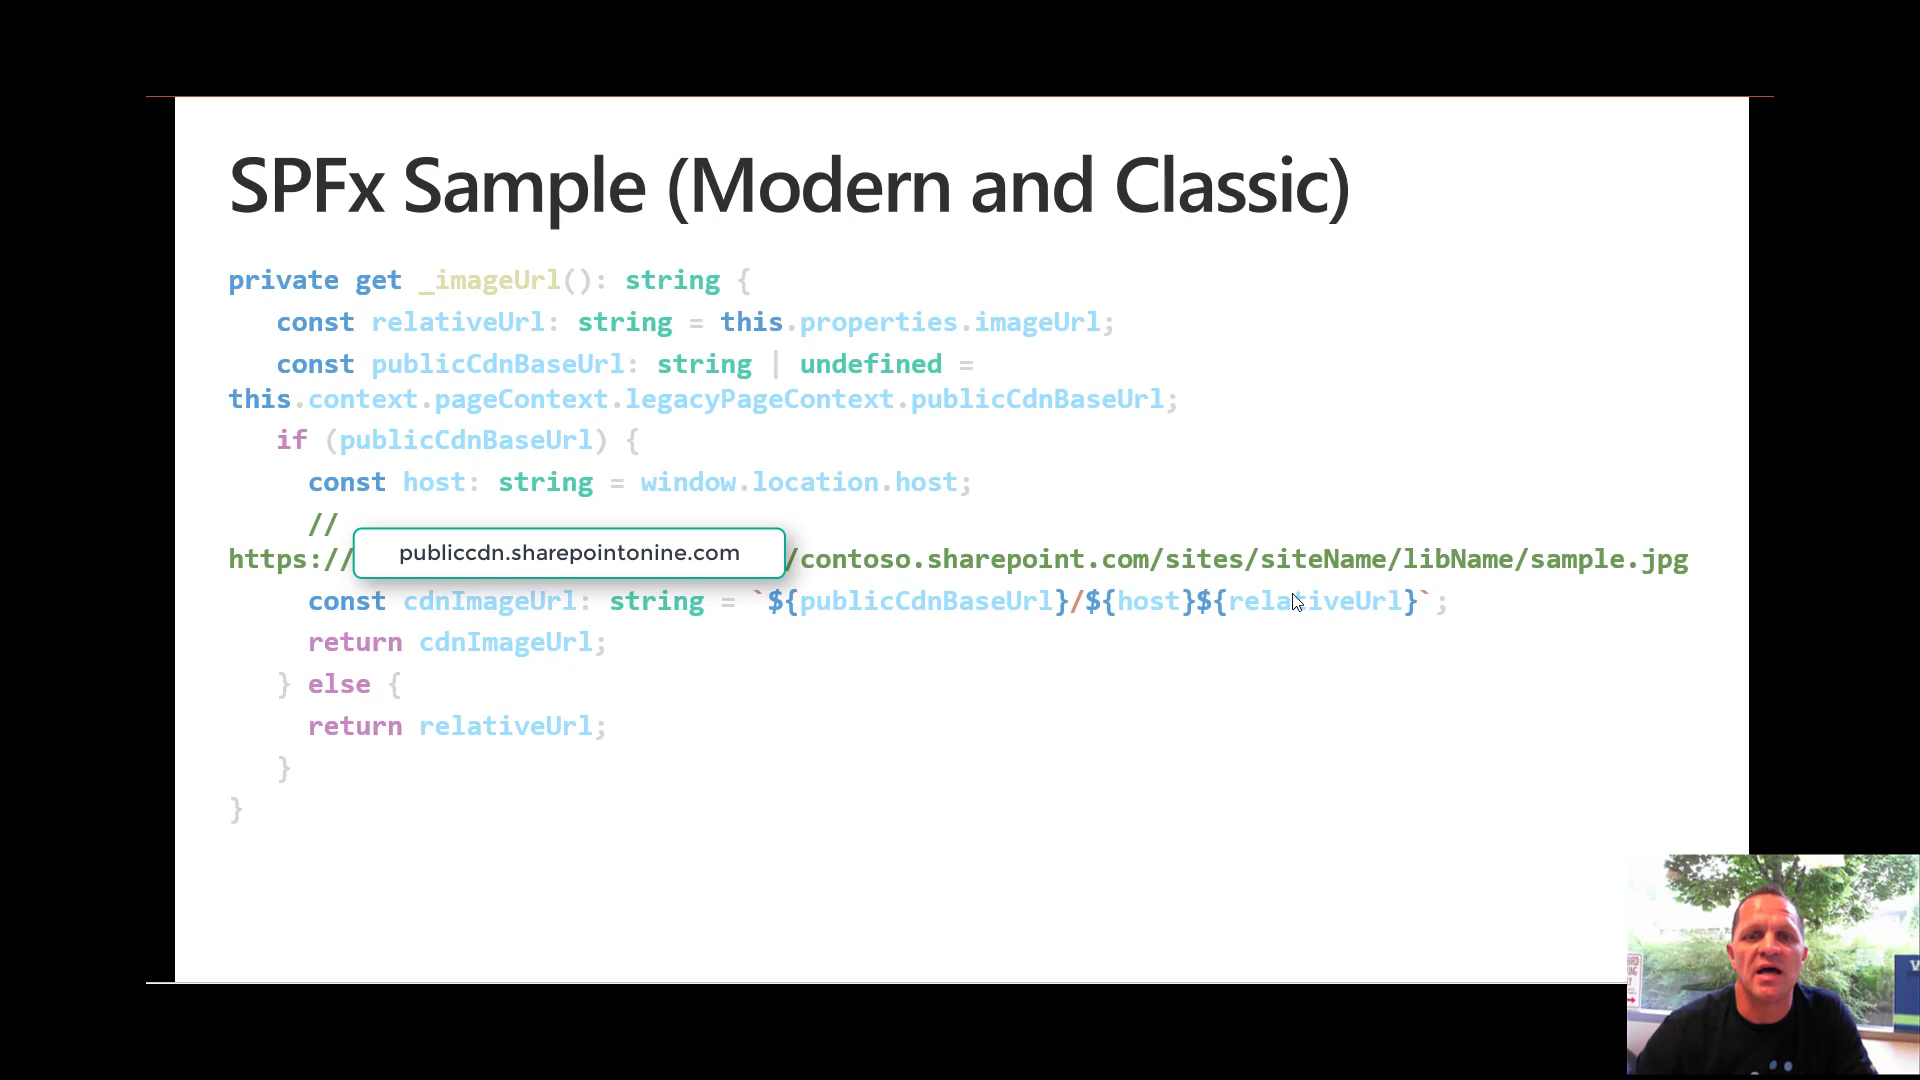 SPFx Sample (Modern and Classic)
private get _imageUrl(): string {
const relativeUrl: string = this.properties.imageUrl;
const publicCdnBaseUrl: string | undefined =
this.context.pageContext.legacyPageContext.publicCdnBaseUrl;
if (publicCdnBaseUrl) {
const host: string = window.location.host;
//
https://publiccdn.sharepointonine.com/contoso.sharepoint.com/sites/siteName/libName/sample.jpg
const cdnImageUrl: string = `${publicCdnBaseUrl}/${host}${relativeUrl}`;
return cdnImageUrl;
} else {
return relativeUrl;
}
}